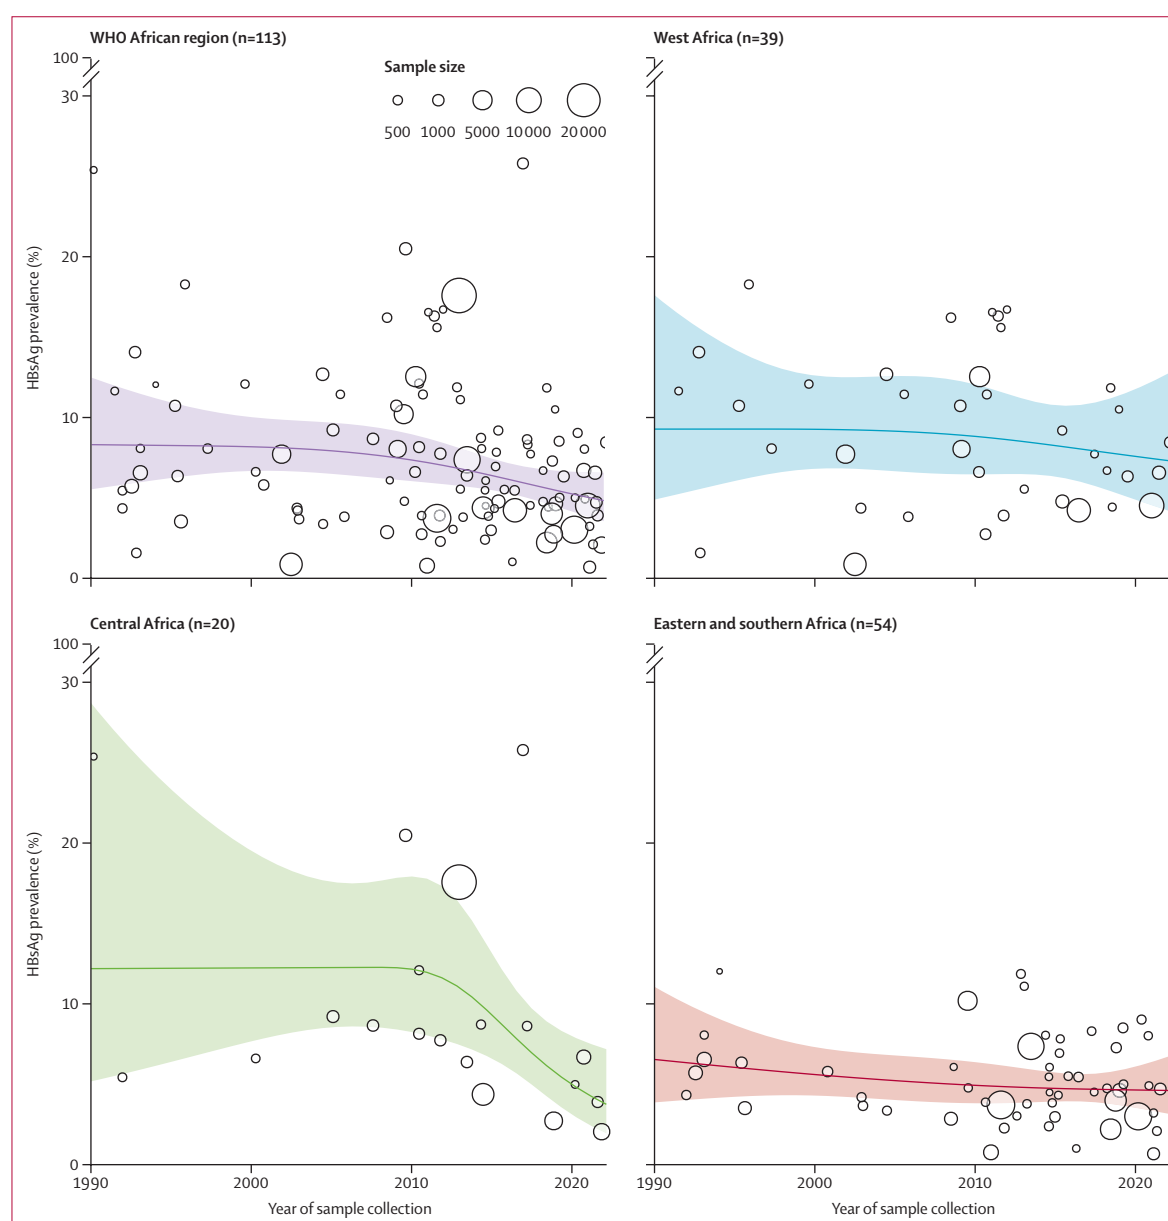 WHO African region (n=113)
West Africa (n=39)
100
Sample size
30
500 1000 5000 10 000 20 000
20
HBsAg prevalence (%)
10
0
Central Africa (n=20)
Eastern and southern Africa (n=54)
100
30
20
HBsAg prevalence (%)
10
0
1990 2000 2010 2020
1990 2000 2010 2020
Year of sample collection
Year of sample collection